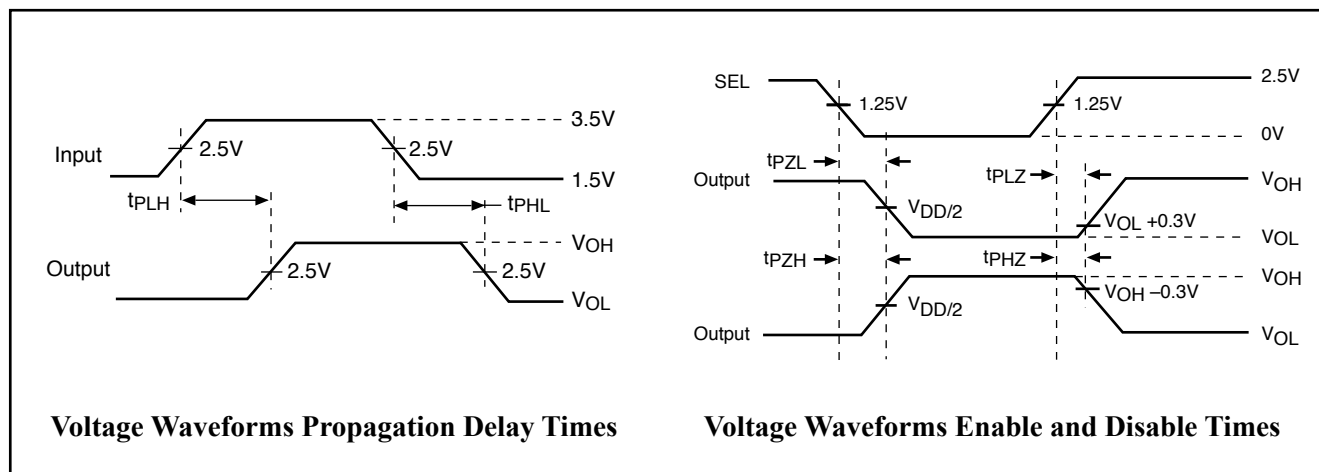 3.5V
Input
2.5V
2.5V
1.5V
tPLH
tPHL
VOH
Output
2.5V
2.5V
VOL
Voltage Waveforms Propagation Delay Times
SEL
2.5V
1.25V
1.25V
0V
tPZL
tPLZ
Output
VOH
VDD/2
VOL +0.3V
VOL
tPZH
tPHZ
VOH
VDD/2
VOH –0.3V
Output
VOL
Voltage Waveforms Enable and Disable Times